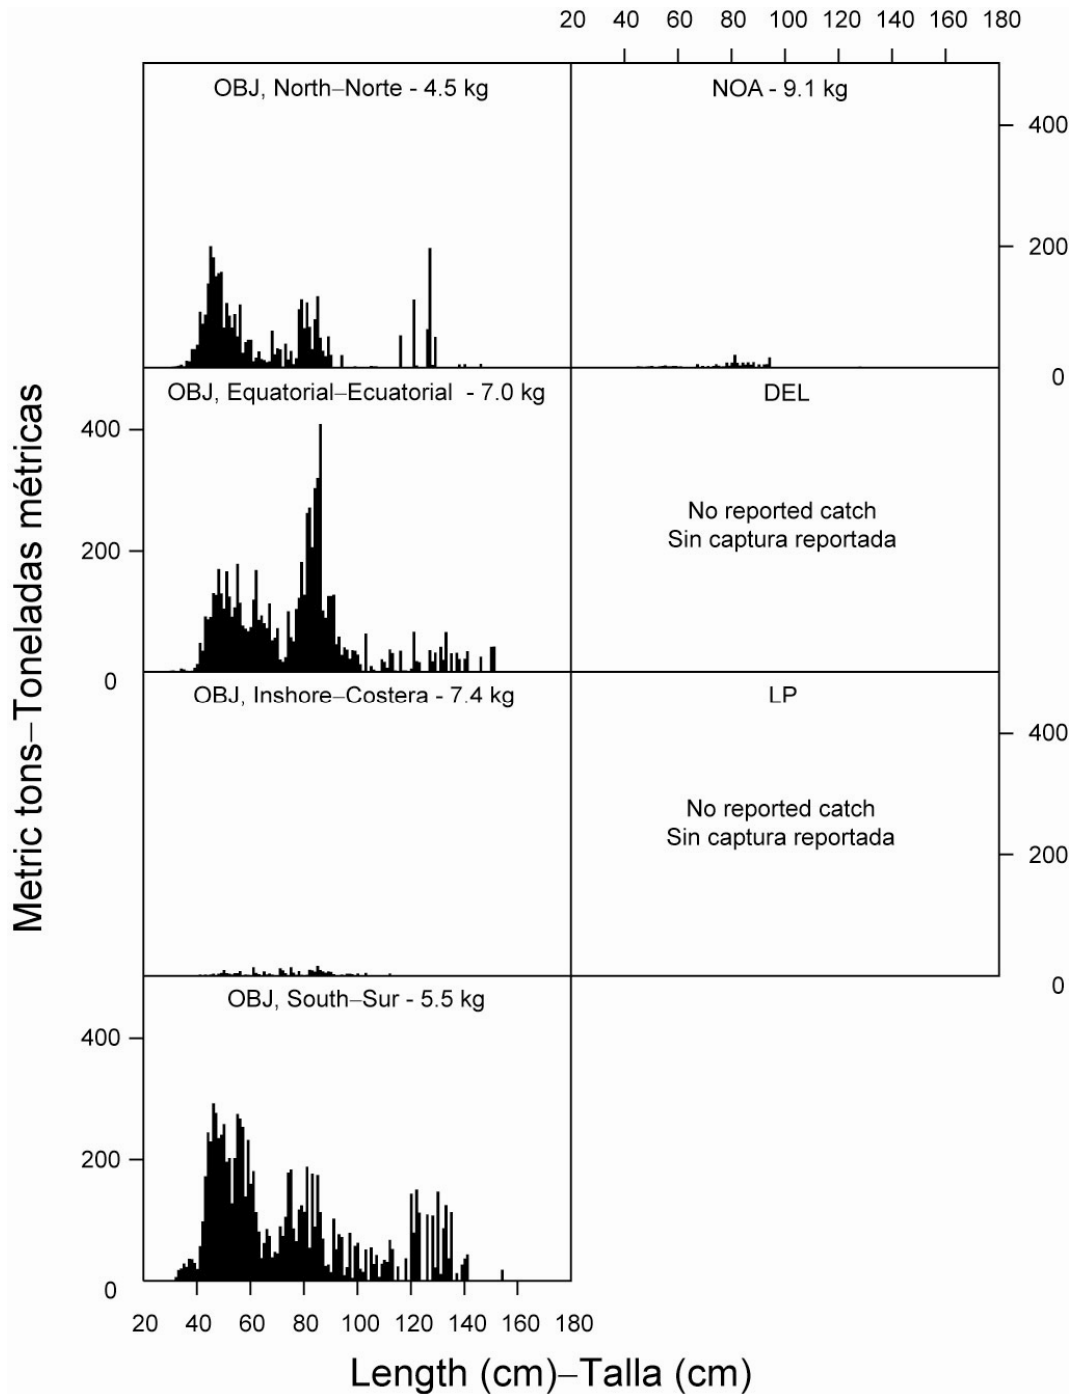 20 40 60 80 100 120 140 160 180
OBJ, North–Norte - 4.5 kg
NOA - 9.1 kg
400
200
0
OBJ, Equatorial–Ecuatorial - 7.0 kg
DEL
400
200
0
No reported catch
Sin captura reportada
OBJ, Inshore–Costera - 7.4 kg
LP
400
200
0
No reported catch
Sin captura reportada
OBJ, South–Sur - 5.5 kg
400
200
0
20 40 60 80 100 120 140 160 180
Length (cm)–Talla (cm)
Metric tons–Toneladas métricas